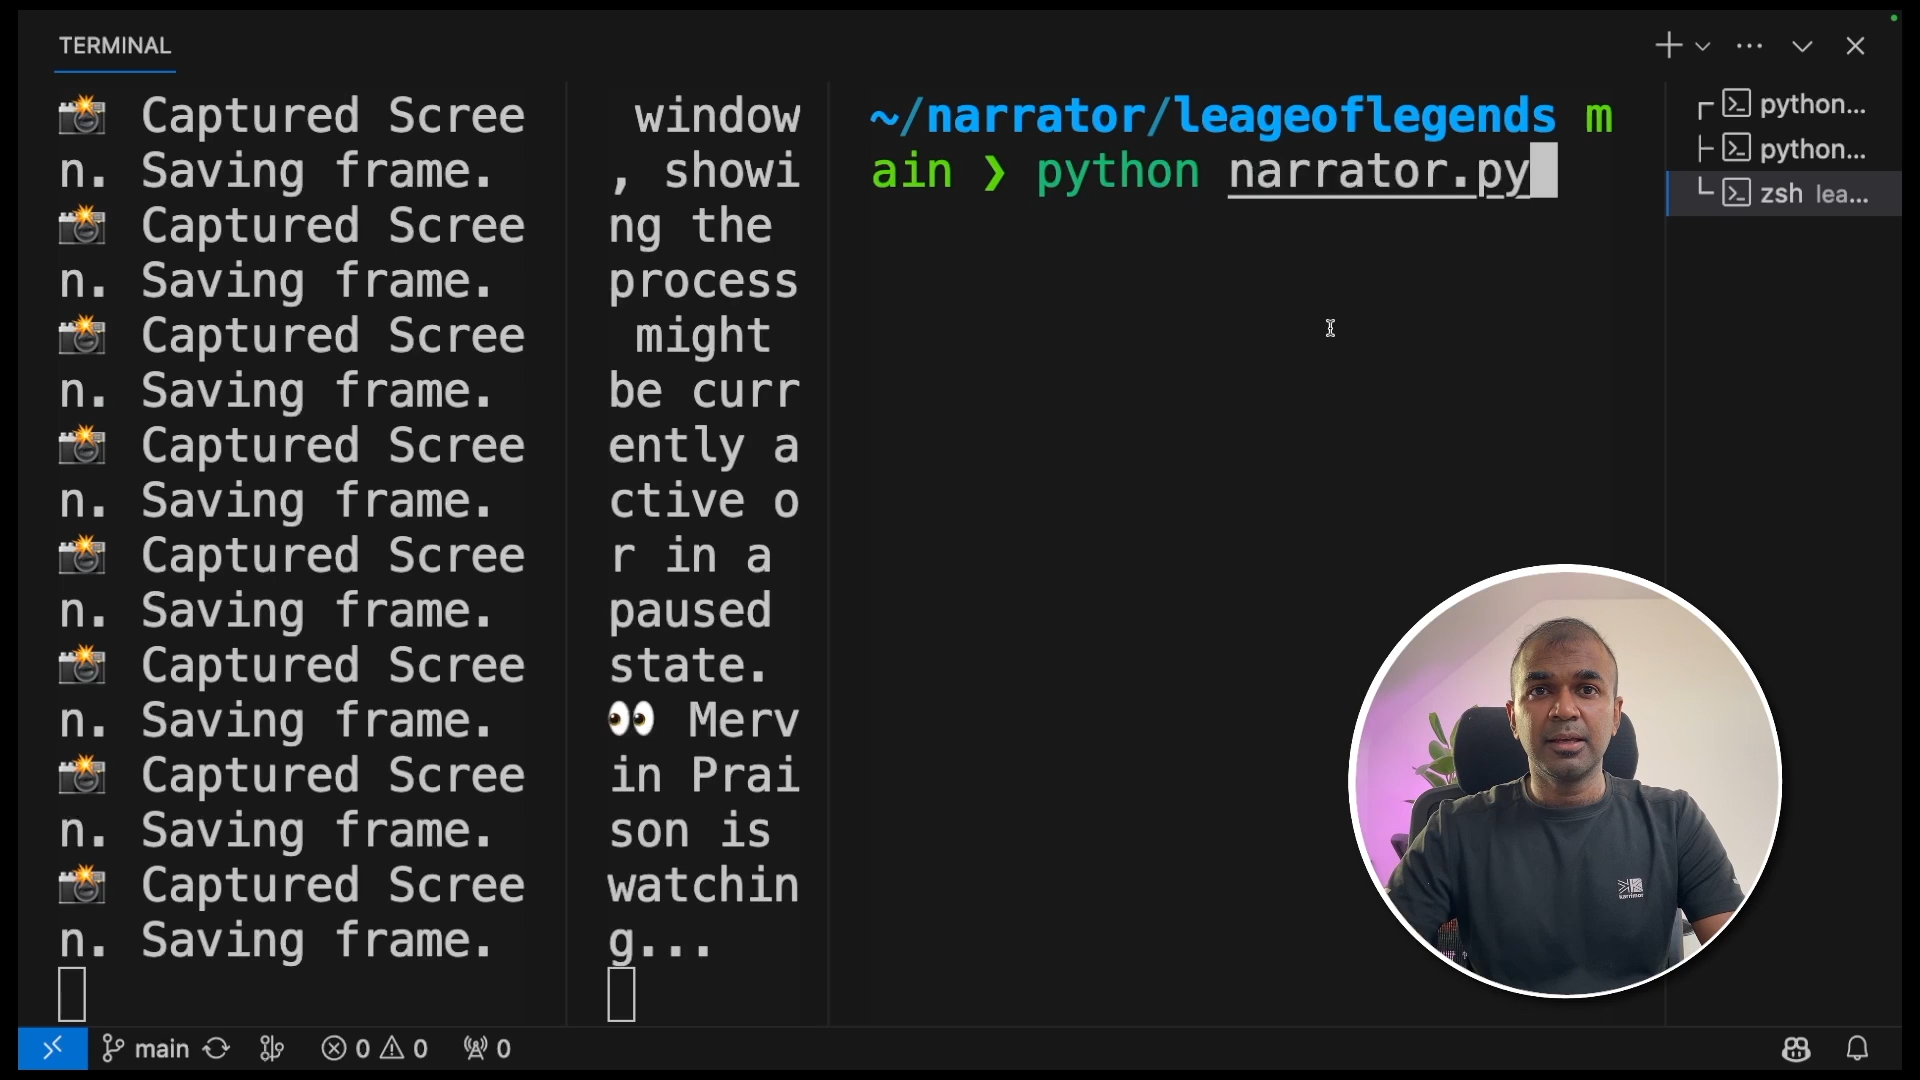 TERMINAL
📸 Captured Scree
n. Saving frame.
📸 Captured Scree
n. Saving frame.
📸 Captured Scree
n. Saving frame.
📸 Captured Scree
n. Saving frame.
📸 Captured Scree
n. Saving frame.
📸 Captured Scree
n. Saving frame.
📸 Captured Scree
n. Saving frame.
📸 Captured Scree
n. Saving frame.
window
, showi
ng the
process
might
be curr
ently a
ctive o
r in a
paused
state.
👀 Merv
in Prai
son is
watchin
g...
~/narrator/leageoflegends m
ain ❯ python narrator.py
python...
python...
zsh lea...
karrimor
main 0 0 0